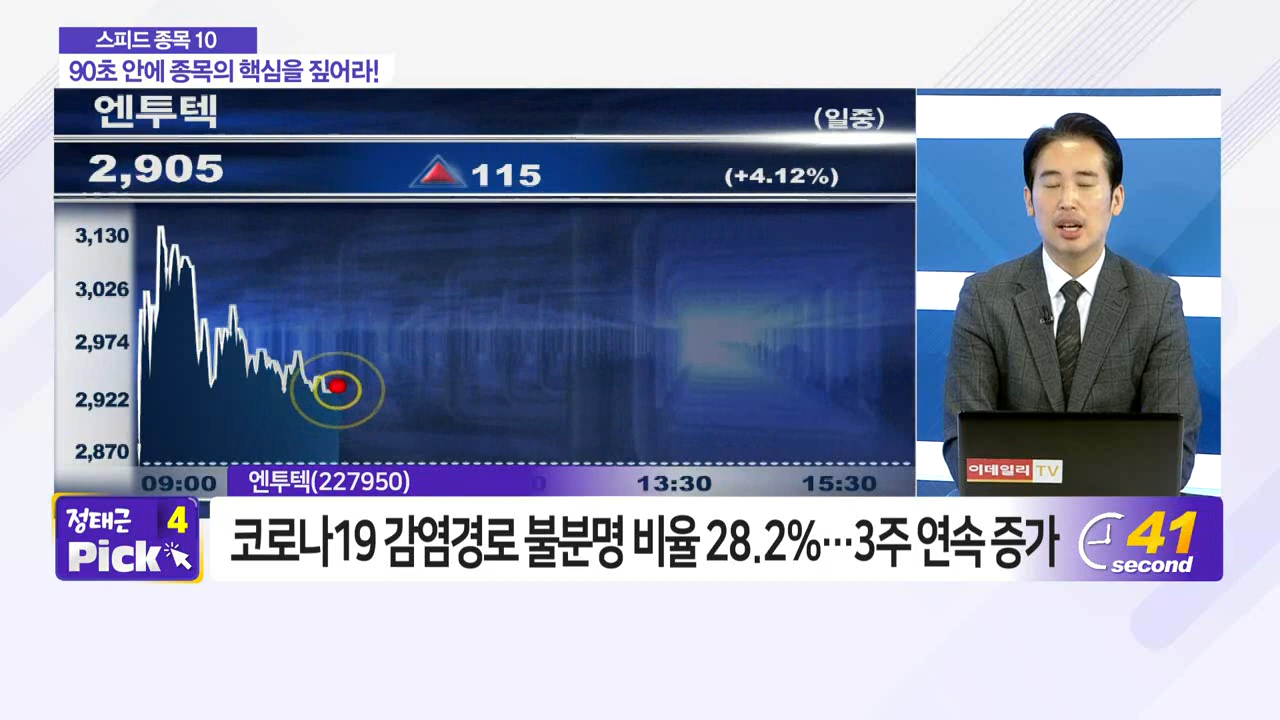 스피드 종목 10
90초 안에 종목의 핵심을 짚어라!
엔투텍
(일중)
2,905
115
(+4.12%)
3,130
3,026
2,974
2,922
2,870
09:00
13:30
15:30
엔투텍(227950)
이데일리 TV
정태근
4
Pick
코로나19 감염경로 불분명 비율 28.2%…3주 연속 증가
41
second